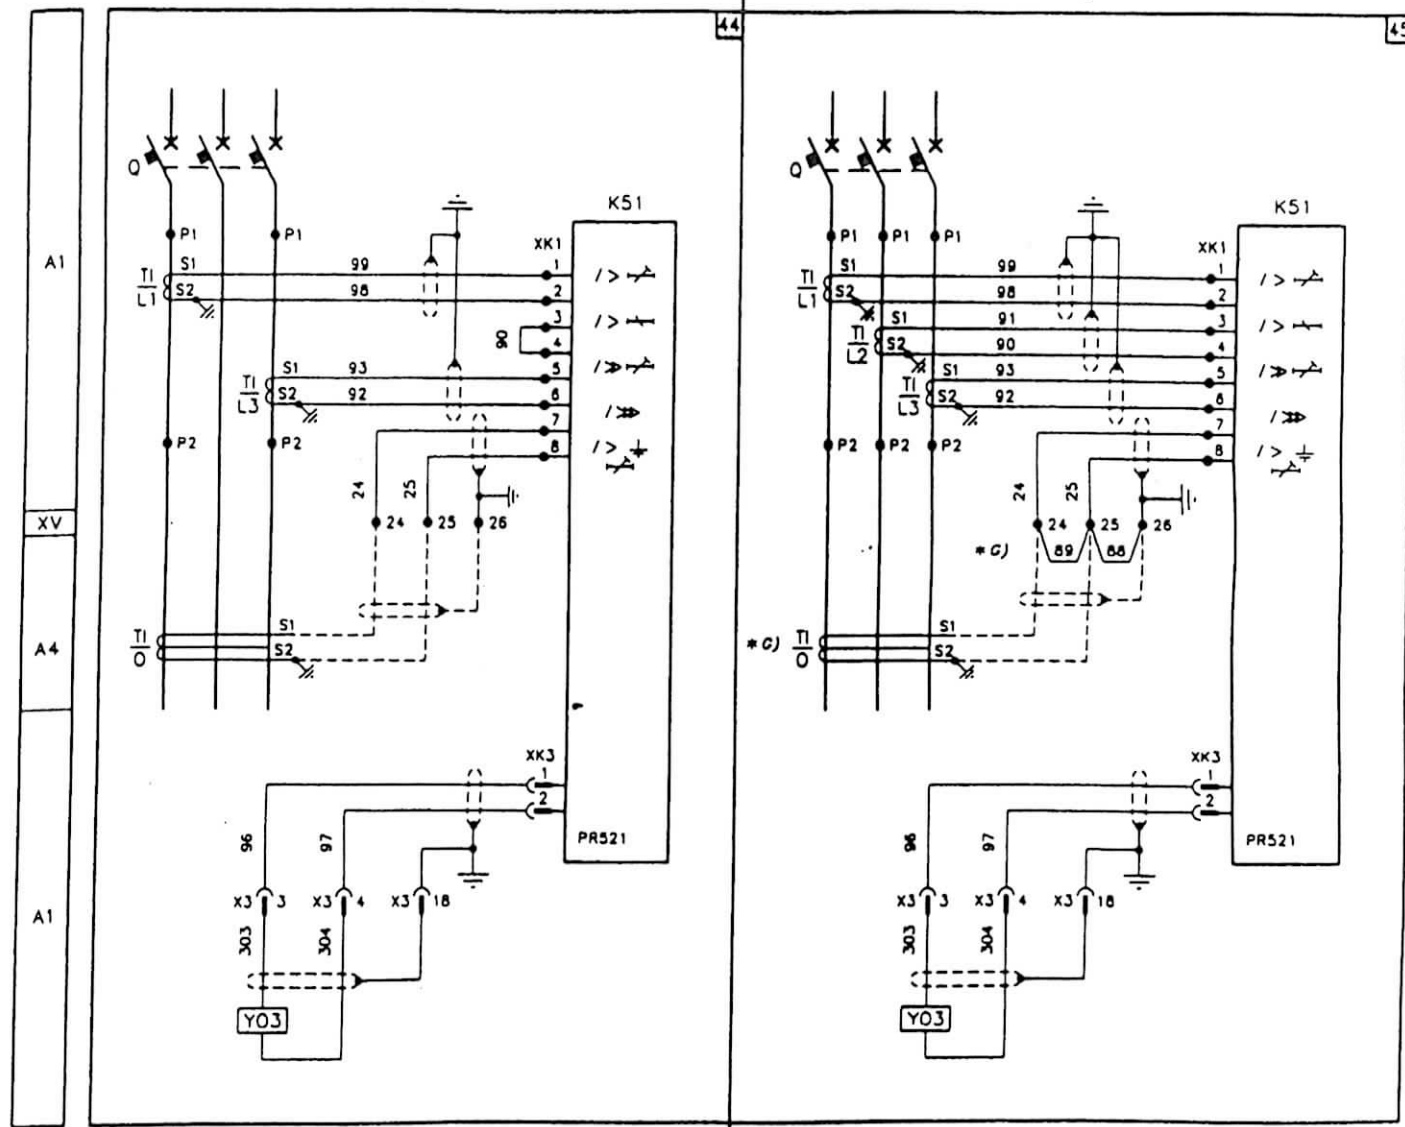 44
45
A1
XV
A4
A1
Q
P1
P1
K51
XK1
TI
L1
S1
99
1
S2
98
2
3
90
4
TI
L3
S1
93
5
S2
92
6
7
8
I >
I >
I >>
I >>>
I >
P2
P2
24
25
24
25
26
TI
O
S1
S2
XK3
1
2
PR521
96
97
X3 3
X3 4
X3 18
303
304
Y03
Q
P1
P1
P1
K51
XK1
TI
L1
S1
99
1
S2
98
2
TI
L2
S1
91
3
S2
90
4
TI
L3
S1
93
5
S2
92
6
7
8
I >
I >
I >>
I >>>
I >
P2
P2
P2
24
25
24
25
26
* G)
89
88
* G)
TI
O
S1
S2
XK3
1
2
PR521
96
97
X3 3
X3 4
X3 18
303
304
Y03